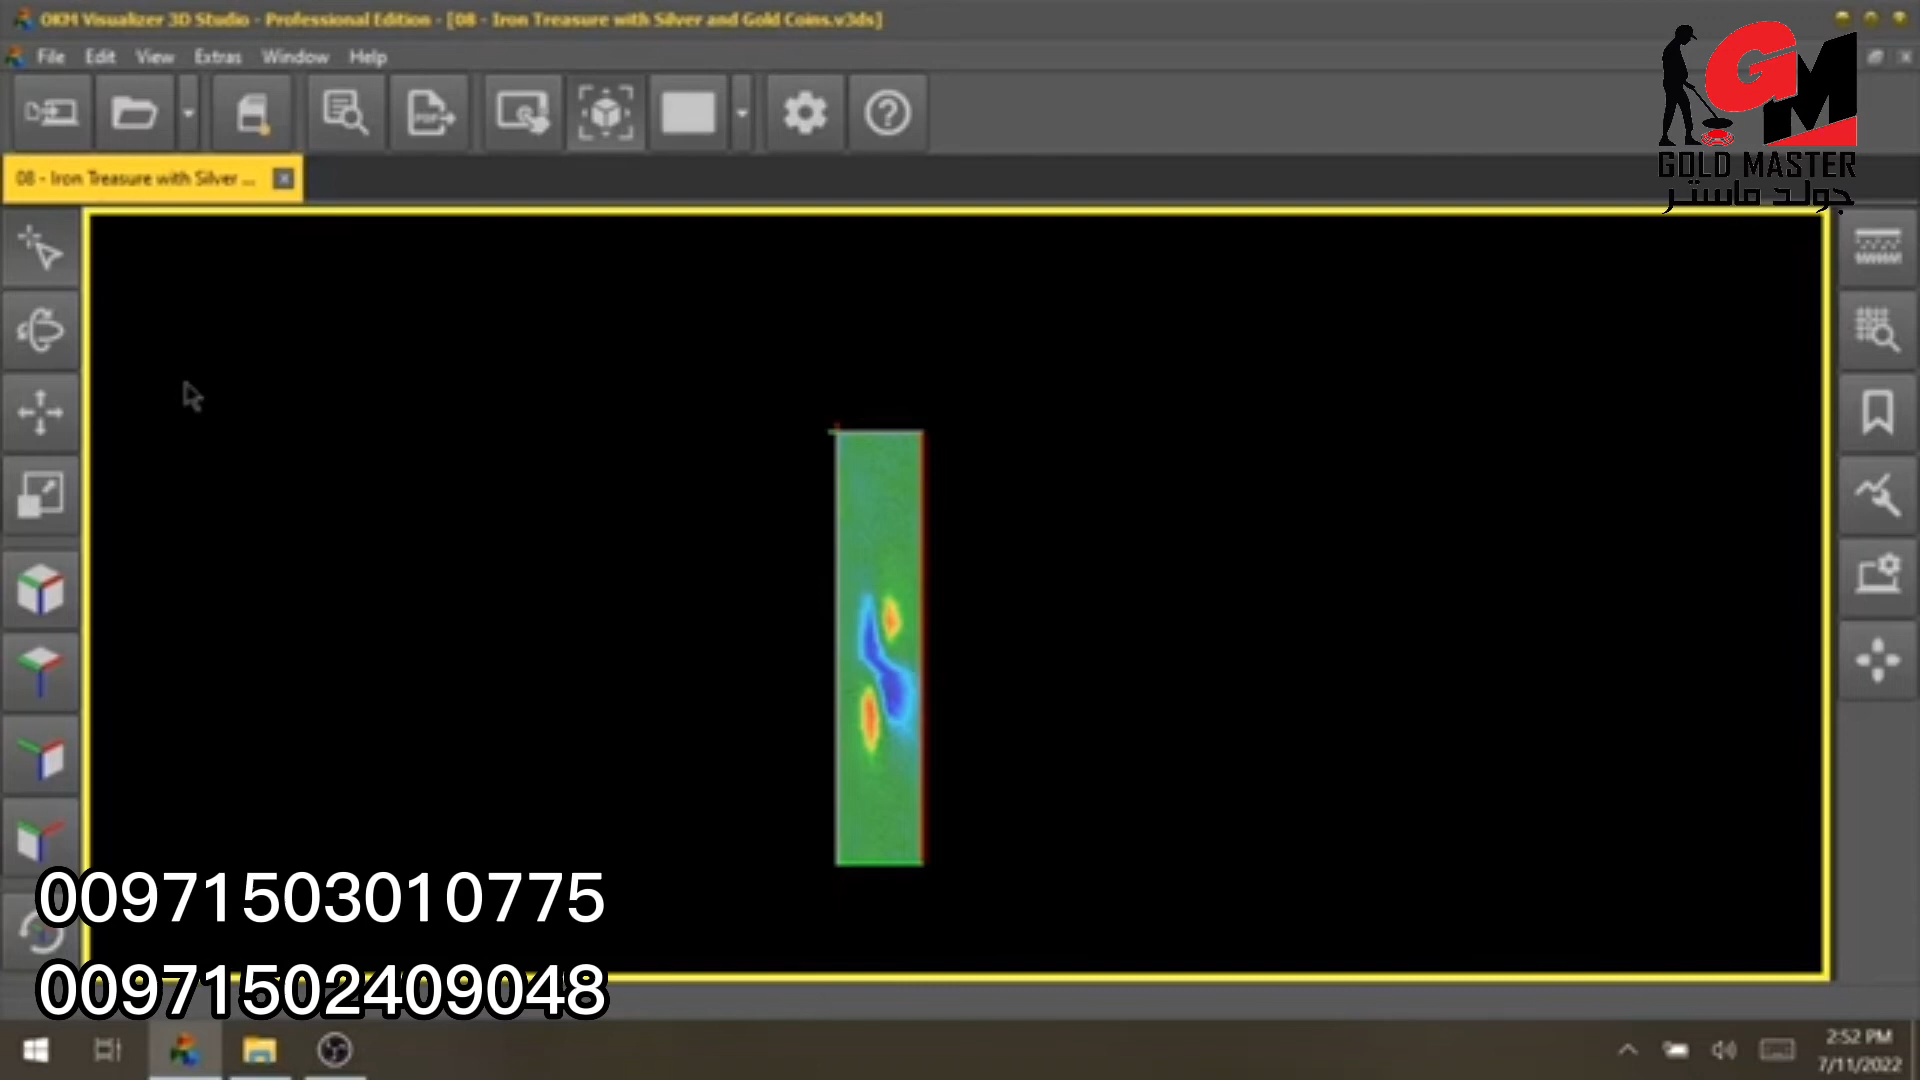 OKM Visualizer 3D Studio - Professional Edition - [08 - Iron Treasure with Silver and Gold Coins.v3ds]
File Edit View Extras Window Help
PDF
GM
GOLD MASTER
جولد ماستر
08 - Iron Treasure with Silver ...
00971503010775
00971502409048
2:52 PM
7/11/2022